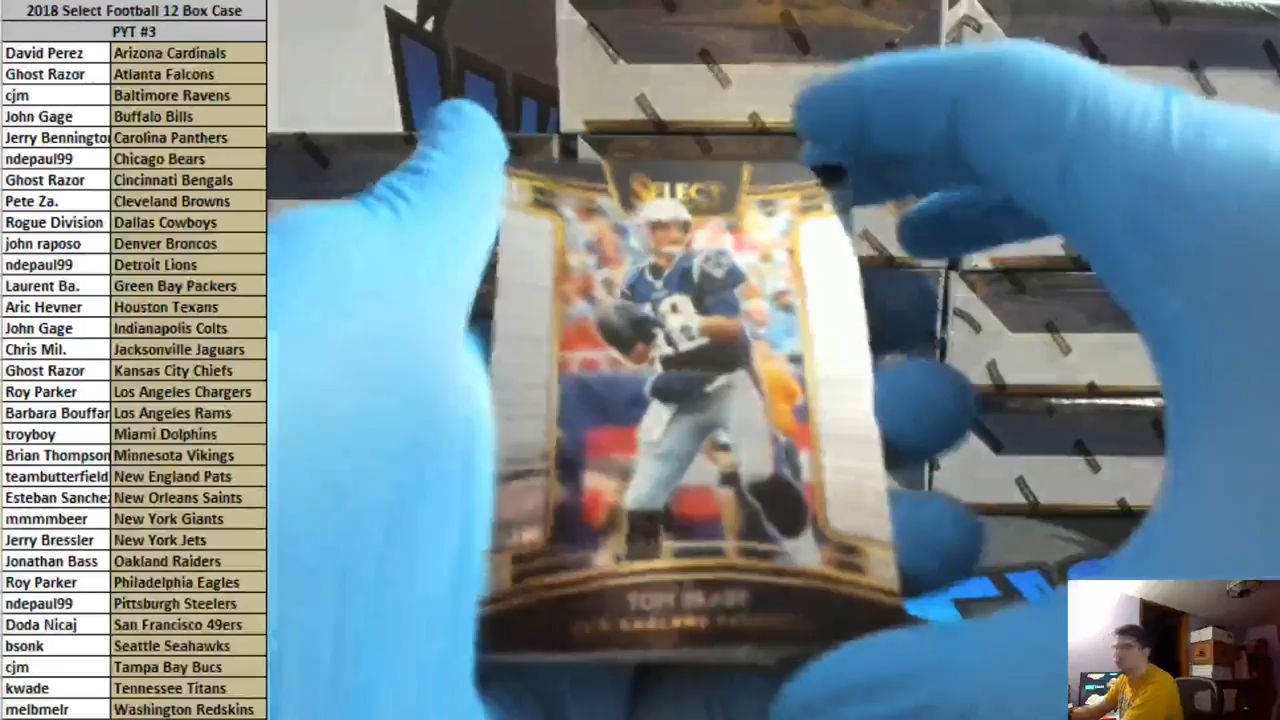 2018 Select Football 12 Box Case
PYT #3
David Perez Arizona Cardinals
Ghost Razor Atlanta Falcons
cjm Baltimore Ravens
John Gage Buffalo Bills
Jerry Benningto Carolina Panthers
ndepaul99 Chicago Bears
Ghost Razor Cincinnati Bengals
Pete Za. Cleveland Browns
Rogue Division Dallas Cowboys
john raposo Denver Broncos
ndepaul99 Detroit Lions
Laurent Ba. Green Bay Packers
Aric Hevner Houston Texans
John Gage Indianapolis Colts
Chris Mil. Jacksonville Jaguars
Ghost Razor Kansas City Chiefs
Roy Parker Los Angeles Chargers
Barbara Bouffar Los Angeles Rams
troyboy Miami Dolphins
Brian Thompson Minnesota Vikings
teambutterfield New England Pats
Esteban Sanchez New Orleans Saints
mmmmbeer New York Giants
Jerry Bressler New York Jets
Jonathan Bass Oakland Raiders
Roy Parker Philadelphia Eagles
ndepaul99 Pittsburgh Steelers
Doda Nicaj San Francisco 49ers
bsonk Seattle Seahawks
cjm Tampa Bay Bucs
kwade Tennessee Titans
melbmelr Washington Redskins
SELECT
TOM BRADY
NEW ENGLAND PATRIOTS